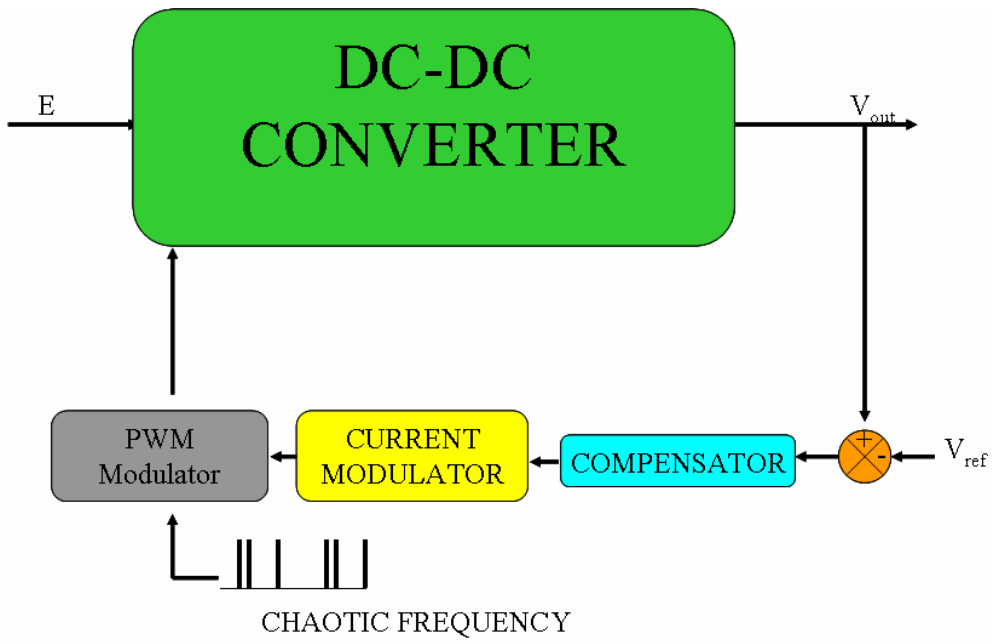 DC-DC
CONVERTER
E
Vout
PWM
Modulator
CURRENT
MODULATOR
COMPENSATOR
+
-
Vref
CHAOTIC FREQUENCY